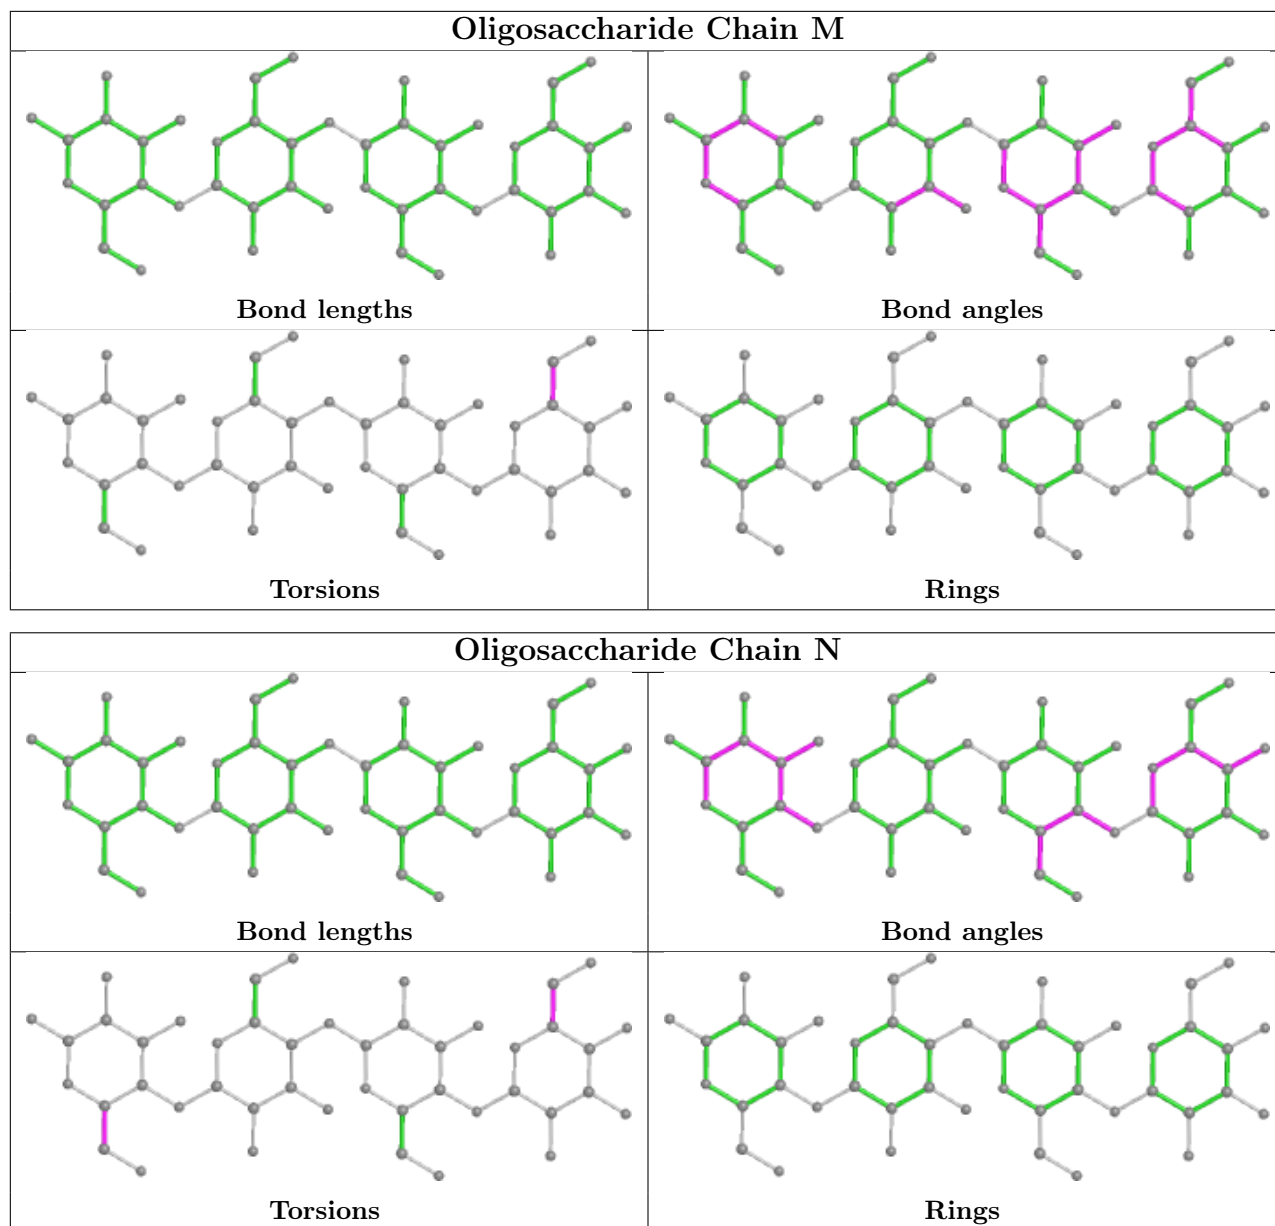 Oligosaccharide Chain M
Bond lengths
Bond angles
Torsions
Rings
Oligosaccharide Chain N
Bond lengths
Bond angles
Torsions
Rings